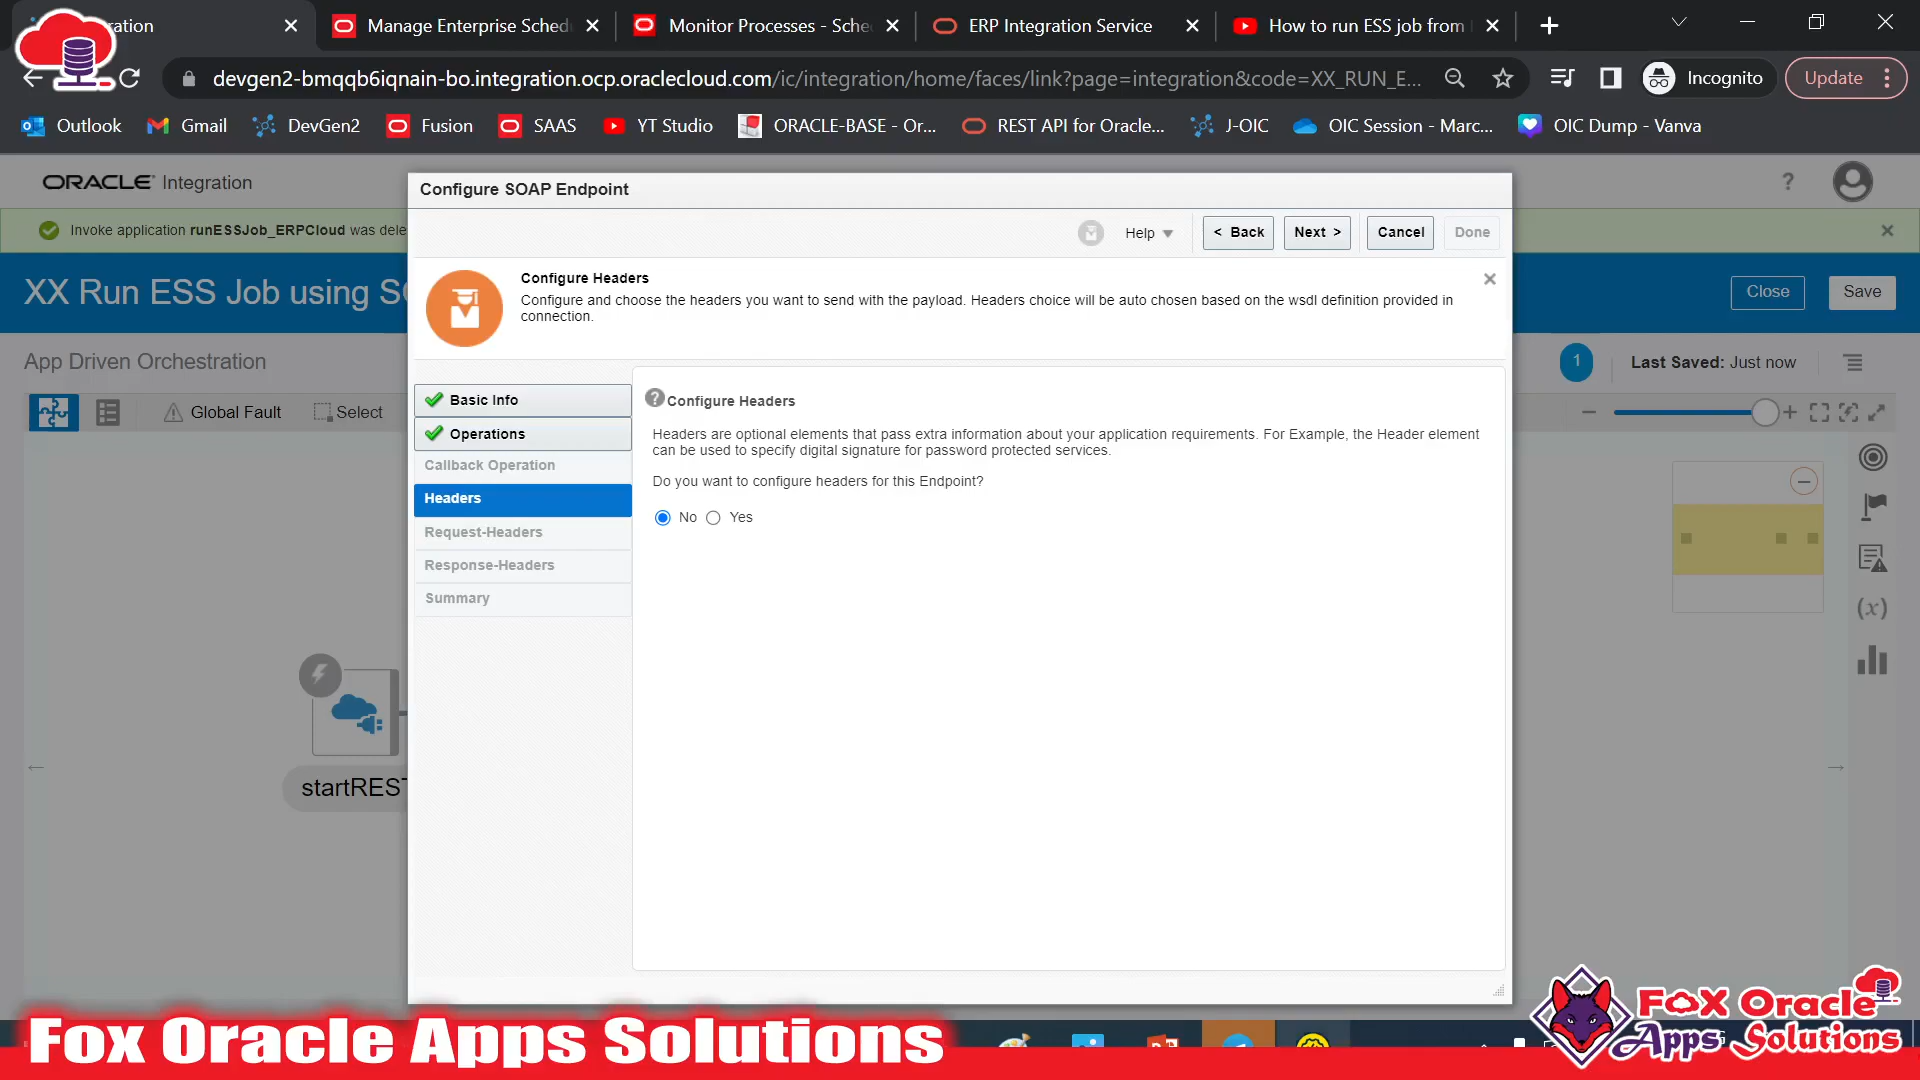 ration
Manage Enterprise Sched
Monitor Processes - Sche
ERP Integration Service
How to run ESS job from
devgen2-bmqqb6iqnain-bo.integration.ocp.oraclecloud.com/ic/integration/home/faces/link?page=integration&code=XX_RUN_E...
Incognito
Update
Outlook
Gmail
DevGen2
Fusion
SAAS
YT Studio
ORACLE-BASE - Or...
REST API for Oracle...
J-OIC
OIC Session - Marc...
OIC Dump - Vanva
ORACLE Integration
Configure SOAP Endpoint
Invoke application runESSJob_ERPCloud was dele
Help
< Back
Next >
Cancel
Done
XX Run ESS Job using SO
Close
Save
Configure Headers
Configure and choose the headers you want to send with the payload. Headers choice will be auto chosen based on the wsdl definition provided in
connection.
App Driven Orchestration
1
Last Saved: Just now
Global Fault
Select
Basic Info
Operations
Callback Operation
Headers
Request-Headers
Response-Headers
Summary
Configure Headers
Headers are optional elements that pass extra information about your application requirements. For Example, the Header element
can be used to specify digital signature for password protected services.
Do you want to configure headers for this Endpoint?
No
Yes
(x)
startREST
Fox Oracle Apps Solutions
Fox Oracle
Apps Solutions